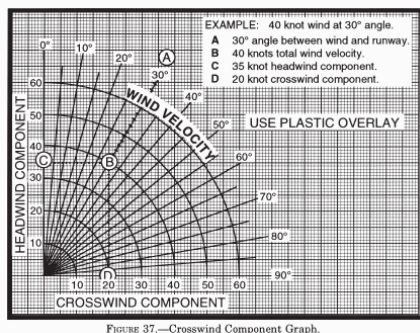 EXAMPLE: 40 knot wind at 30° angle.
A 30° angle between wind and runway.
B 40 knots total wind velocity.
C 35 knot headwind component.
D 20 knot crosswind component.
0°
10°
20°
A
30°
40°
50°
60°
70°
80°
90°
WIND VELOCITY
USE PLASTIC OVERLAY
HEADWIND COMPONENT
60
50
40
30
20
10
C
B
D
10 20 30 40 50 60
CROSSWIND COMPONENT
FIGURE 37.—Crosswind Component Graph.